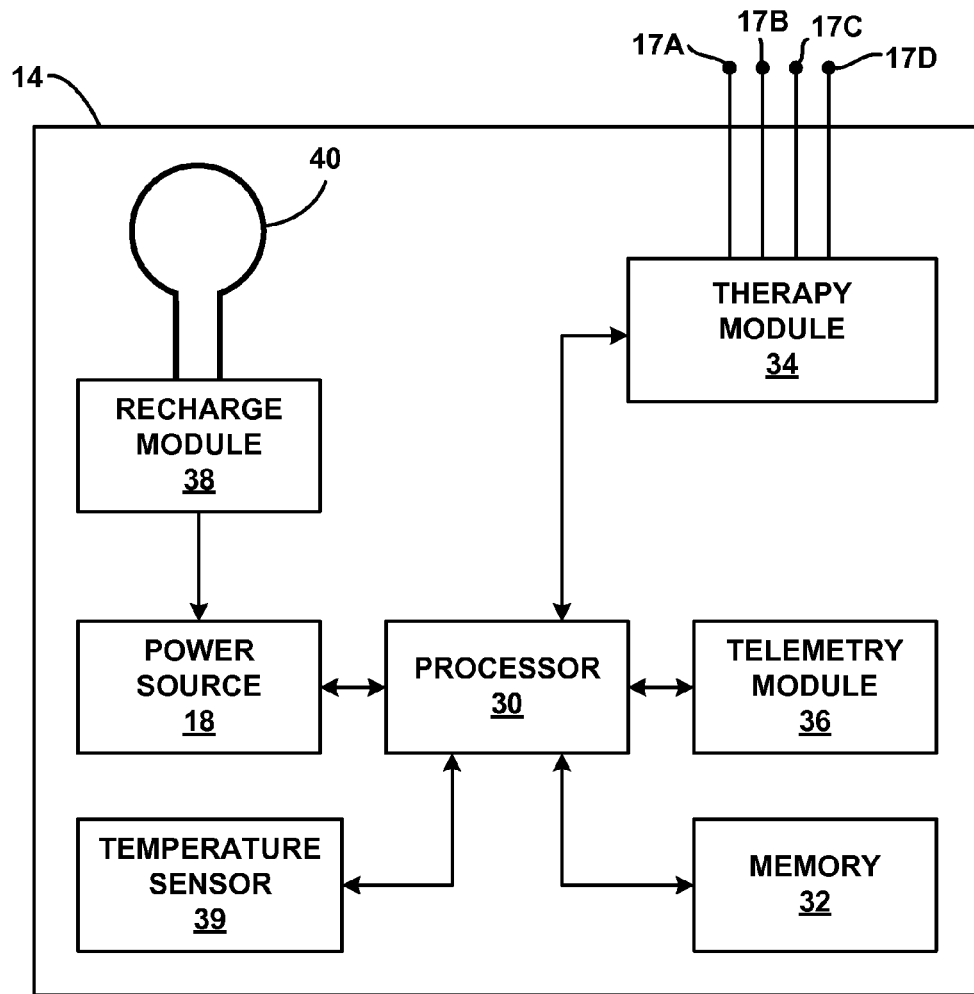 17A
17B
17C
17D
14
40
THERAPY
MODULE
34
RECHARGE
MODULE
38
POWER
SOURCE
18
PROCESSOR
30
TELEMETRY
MODULE
36
TEMPERATURE
SENSOR
39
MEMORY
32